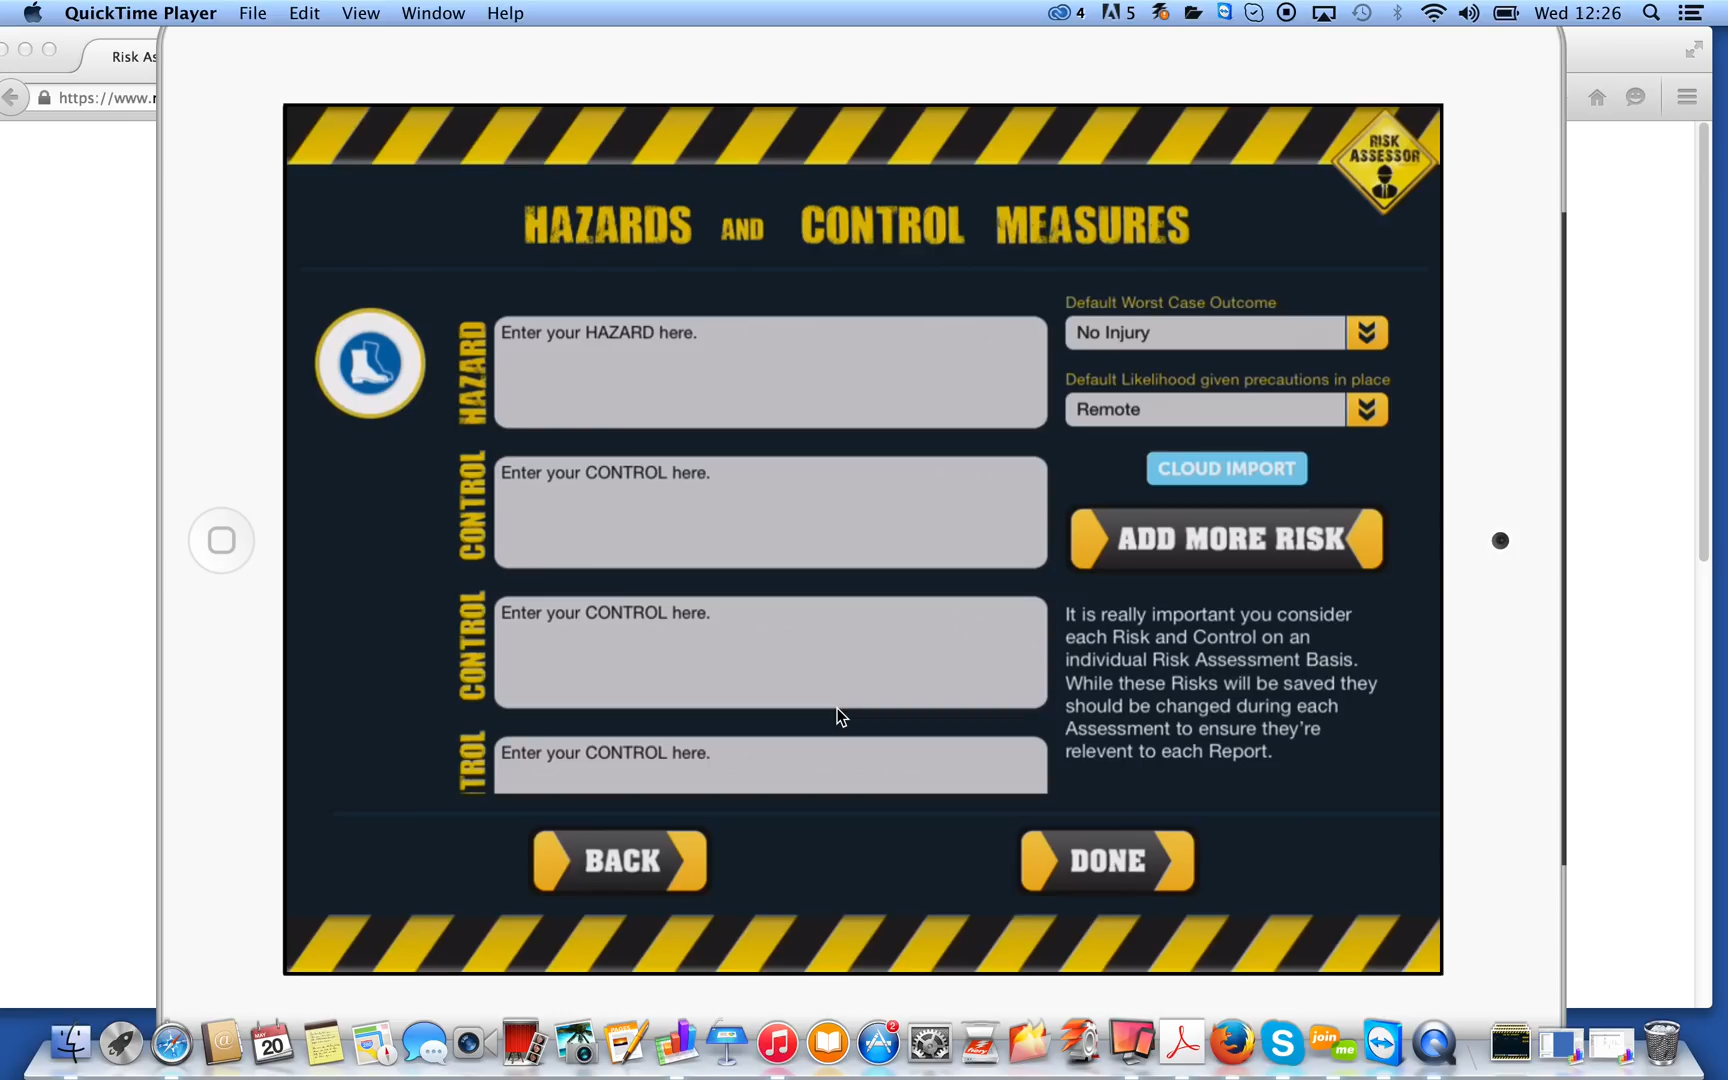 QuickTime Player File Edit View Window Help 4 5 Wed 12:26
Risk As
https://www.r
RISK
ASSESSOR
HAZARDS AND CONTROL MEASURES
HAZARD
Enter your HAZARD here.
Default Worst Case Outcome
No Injury
Default Likelihood given precautions in place
Remote
CONTROL
Enter your CONTROL here.
CLOUD IMPORT
ADD MORE RISK
CONTROL
Enter your CONTROL here.
It is really important you consider
each Risk and Control on an
individual Risk Assessment Basis.
While these Risks will be saved they
should be changed during each
Assessment to ensure they're
relevent to each Report.
TROL
Enter your CONTROL here.
BACK
DONE
MAY
20
PAGES
2
join
me